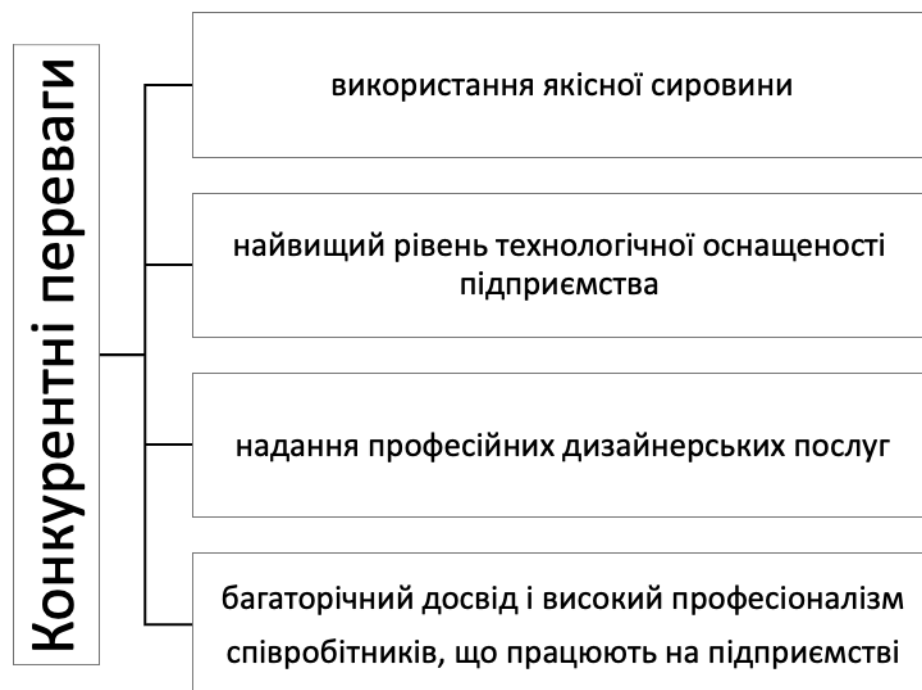 Конкурентні переваги
використання якісної сировини
найвищий рівень технологічної оснащеності
підприємства
надання професійних дизайнерських послуг
багаторічний досвід і високий професіоналізм
співробітників, що працюють на підприємстві